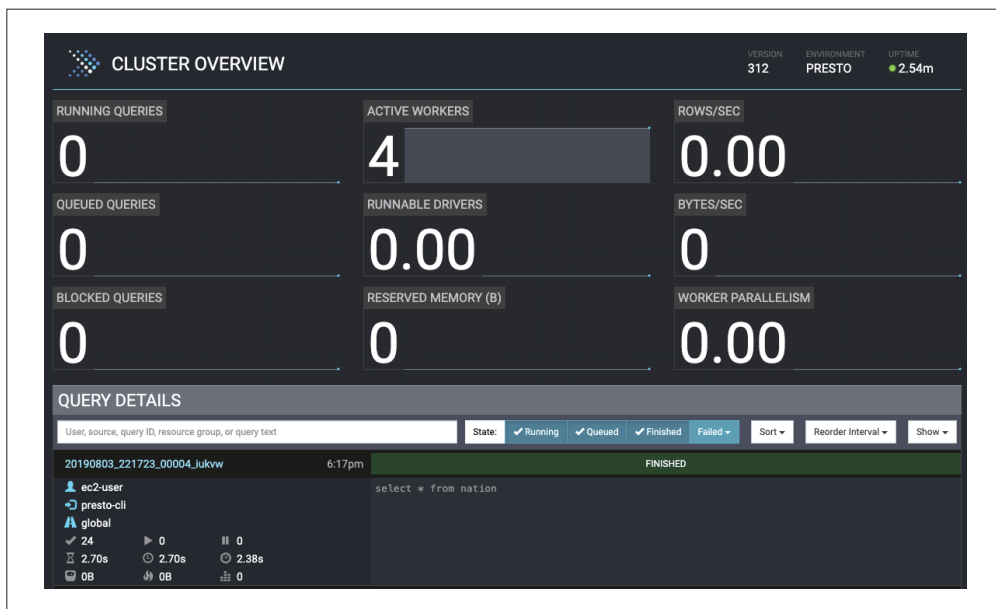 CLUSTER OVERVIEW
VERSION
312
ENVIRONMENT
PRESTO
UPTIME
2.54m
RUNNING QUERIES
0
ACTIVE WORKERS
4
ROWS/SEC
0.00
QUEUED QUERIES
0
RUNNABLE DRIVERS
0.00
BYTES/SEC
0
BLOCKED QUERIES
0
RESERVED MEMORY (B)
0
WORKER PARALLELISM
0.00
QUERY DETAILS
User, source, query ID, resource group, or query text
State:
Running
Queued
Finished
Failed
Sort
Reorder Interval
Show
20190803_221723_00004_iukvw
6:17pm
FINISHED
ec2-user
select * from nation
presto-cli
global
24 0 0
2.70s 2.70s 2.38s
0B 0B 0